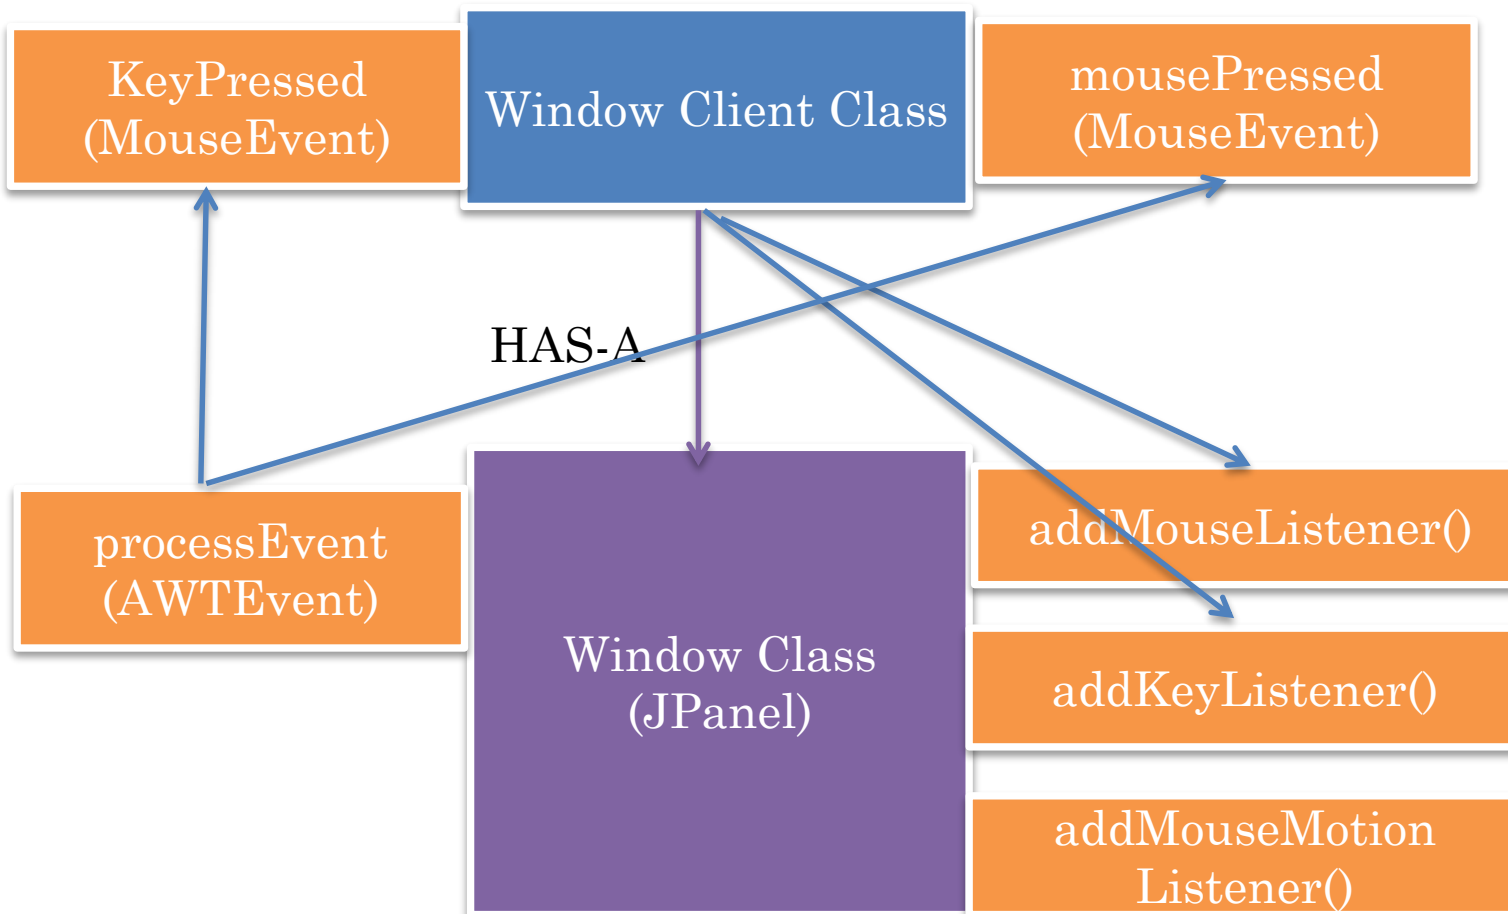 KeyPressed
(MouseEvent)
Window Client Class
mousePressed
(MouseEvent)
HAS-A
processEvent
(AWTEvent)
Window Class
(JPanel)
addMouseListener()
addKeyListener()
addMouseMotion
Listener()